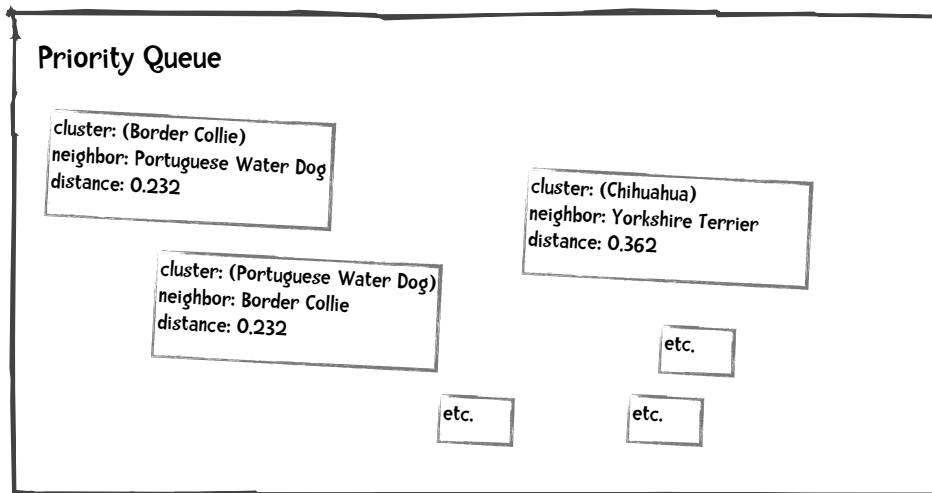 Priority Queue
cluster: (Border Collie)
neighbor: Portuguese Water Dog
distance: 0.232
cluster: (Chihuahua)
neighbor: Yorkshire Terrier
distance: 0.362
cluster: (Portuguese Water Dog)
neighbor: Border Collie
distance: 0.232
etc.
etc.
etc.